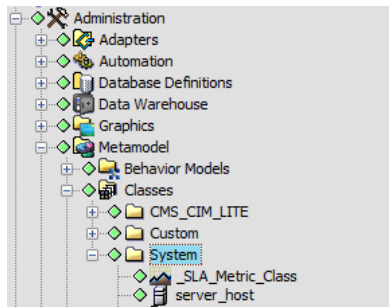 Administration
Adapters
Automation
Database Definitions
Data Warehouse
Graphics
Metamodel
Behavior Models
Classes
CMS_CIM_LITE
Custom
System
_SLA_Metric_Class
server_host